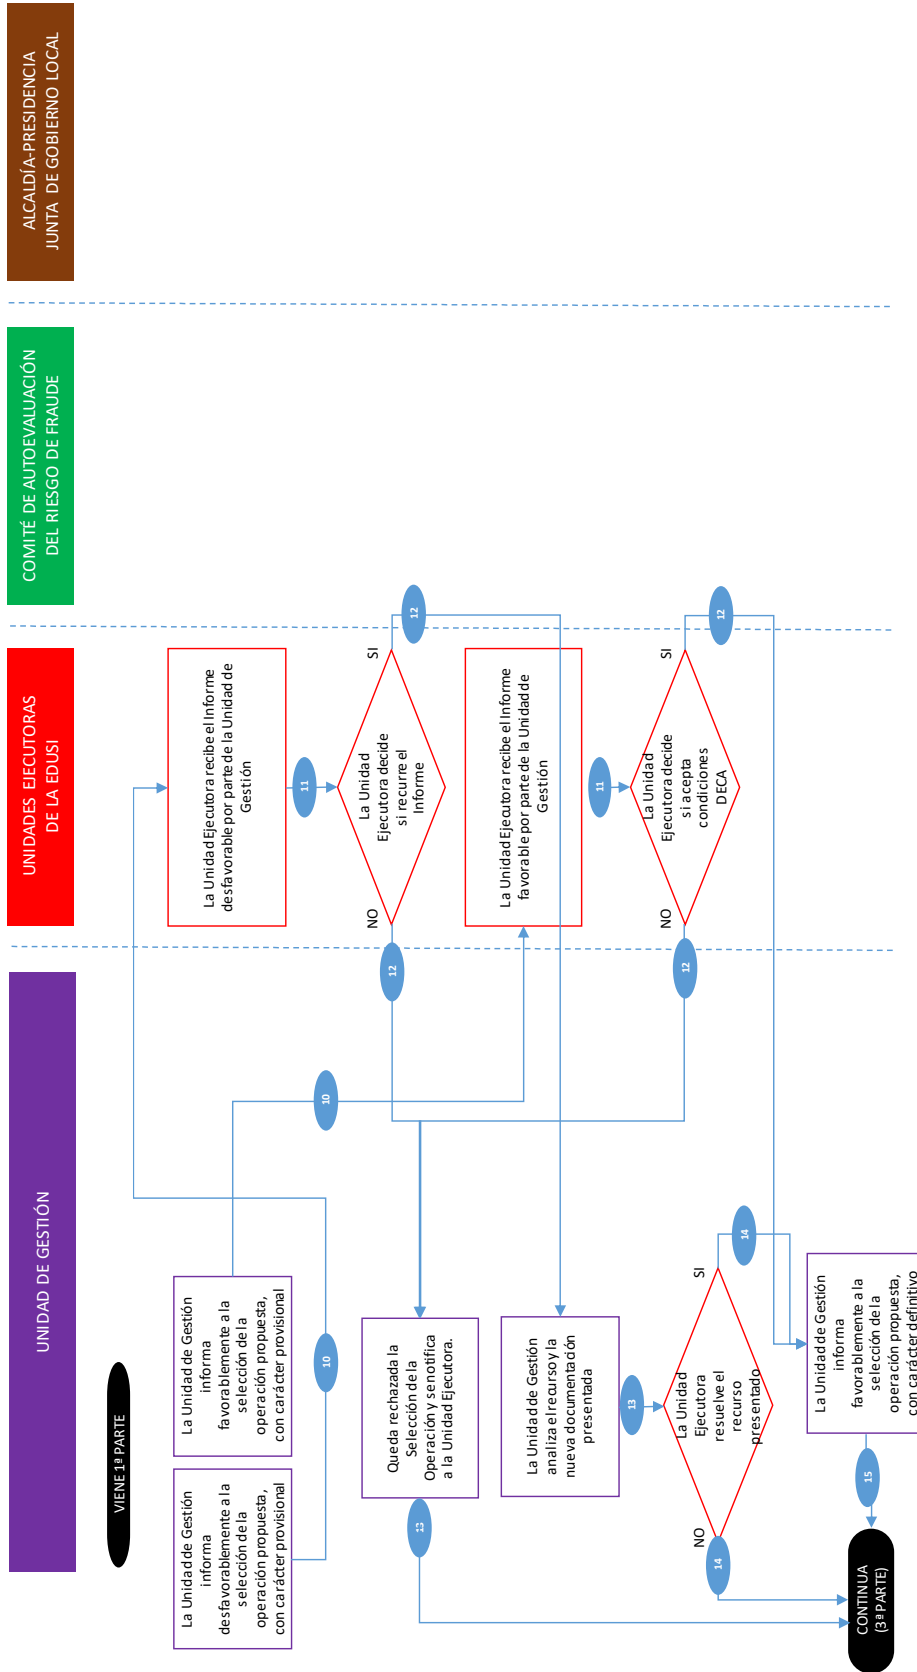 UNIDAD DE GESTIÓN
UNIDADES EJECUTORAS
DE LA EDUSI
COMITÉ DE AUTOEVALUACIÓN
DEL RIESGO DE FRAUDE
ALCALDÍA-PRESIDENCIA
JUNTA DE GOBIERNO LOCAL
VIENE 1ª PARTE
La Unidad de Gestión
informa
desfavorablemente a la
selección de la
operación propuesta,
con carácter provisional
La Unidad de Gestión
informa
favorablemente a la
selección de la
operación propuesta,
con carácter provisional
10
10
La Unidad Ejecutora recibe el Informe
desfavorable por parte de la Unidad de
Gestión
11
La Unidad
Ejecutora decide
si recurre el
Informe
NO
SI
12
12
Queda rechazada la
Selección de la
Operación y se notifica
a la Unidad Ejecutora.
13
La Unidad Ejecutora recibe el Informe
favorable por parte de la Unidad de
Gestión
11
La Unidad de Gestión
analiza el recurso y la
nueva documentación
presentada
13
La Unidad
Ejecutora decide
si acepta
condiciones
DECA
NO
SI
12
12
La Unidad
Ejecutora
resuelve el
recurso
presentado
NO
SI
14
14
La Unidad de Gestión
informa
favorablemente a la
selección de la
operación propuesta,
con carácter definitivo
15
CONTINUA
(3ª PARTE)